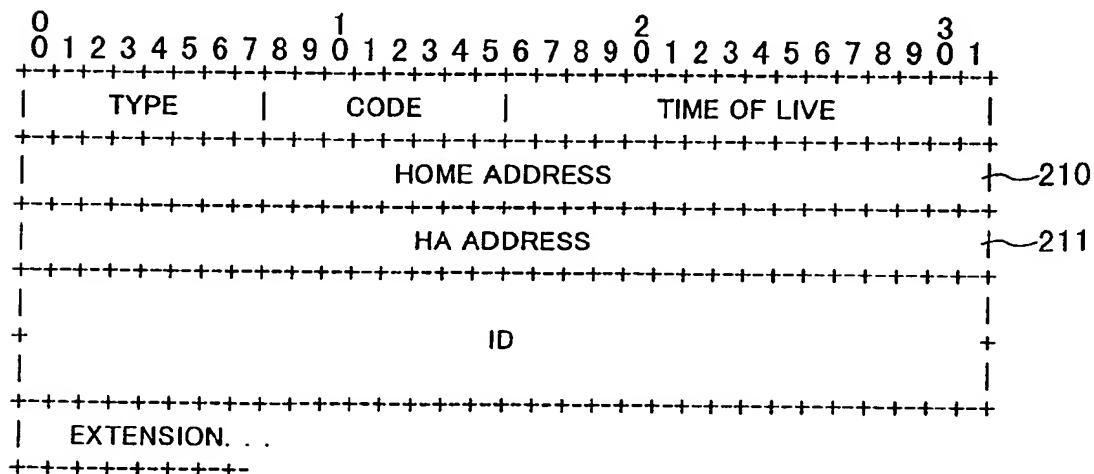 0 1 2 3
0 1 2 3 4 5 6 7 8 9 0 1 2 3 4 5 6 7 8 9 0 1 2 3 4 5 6 7 8 9 0 1
+-+-+-+-+-+-+-+-+-+-+-+-+-+-+-+-+-+-+-+-+-+-+-+-+-+-+-+-+-+-+-+-+
| TYPE | CODE | TIME OF LIVE |
+-+-+-+-+-+-+-+-+-+-+-+-+-+-+-+-+-+-+-+-+-+-+-+-+-+-+-+-+-+-+-+-+
| HOME ADDRESS | 210
+-+-+-+-+-+-+-+-+-+-+-+-+-+-+-+-+-+-+-+-+-+-+-+-+-+-+-+-+-+-+-+-+
| HA ADDRESS | 211
+-+-+-+-+-+-+-+-+-+-+-+-+-+-+-+-+-+-+-+-+-+-+-+-+-+-+-+-+-+-+-+-+
| |
+ ID +
| |
+-+-+-+-+-+-+-+-+-+-+-+-+-+-+-+-+-+-+-+-+-+-+-+-+-+-+-+-+-+-+-+-+
| EXTENSION. . .
+-+-+-+-+-+-+-+-